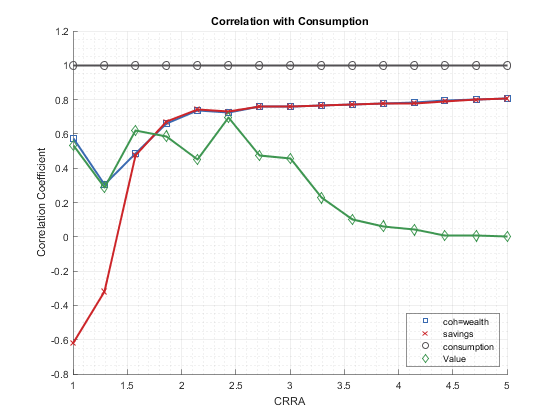 Correlation with Consumption
1.2
1
0.8
0.6
0.4
0.2
0
-0.2
-0.4
-0.6
-0.8
Correlation Coefficient
1
1.5
2
2.5
3
3.5
4
4.5
5
CRRA
coh=wealth
savings
consumption
Value